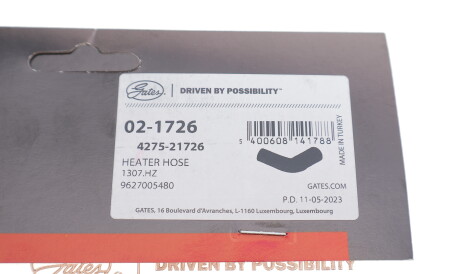 Gates
DRIVEN BY POSSIBILITY™
02-1726
4275-21726
HEATER HOSE
1307.HZ
9627005480
5 400608 141788
MADE IN TURKEY
GATES.COM
P.D. 11-05-2023
GATES, 16 Boulevard d'Avranches, L-1160 Luxembourg, Luxembourg
Gates
DRIVEN BY POSSIBILITY